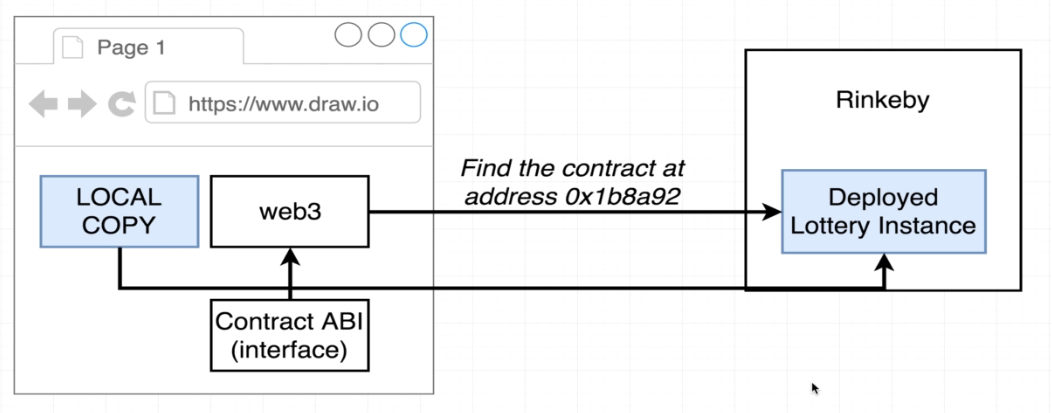 Page 1
https://www.draw.io
Rinkeby
Find the contract at
address 0x1b8a92
LOCAL
COPY
web3
Deployed
Lottery Instance
Contract ABI
(interface)